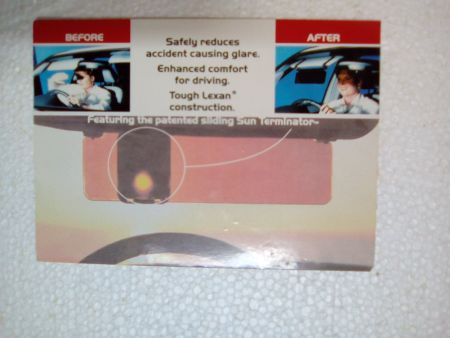 BEFORE
Safely reduces
accident causing glare.
Enhanced comfort
for driving.
Tough Lexan®
construction.
AFTER
Featuring the patented sliding Sun Terminator™